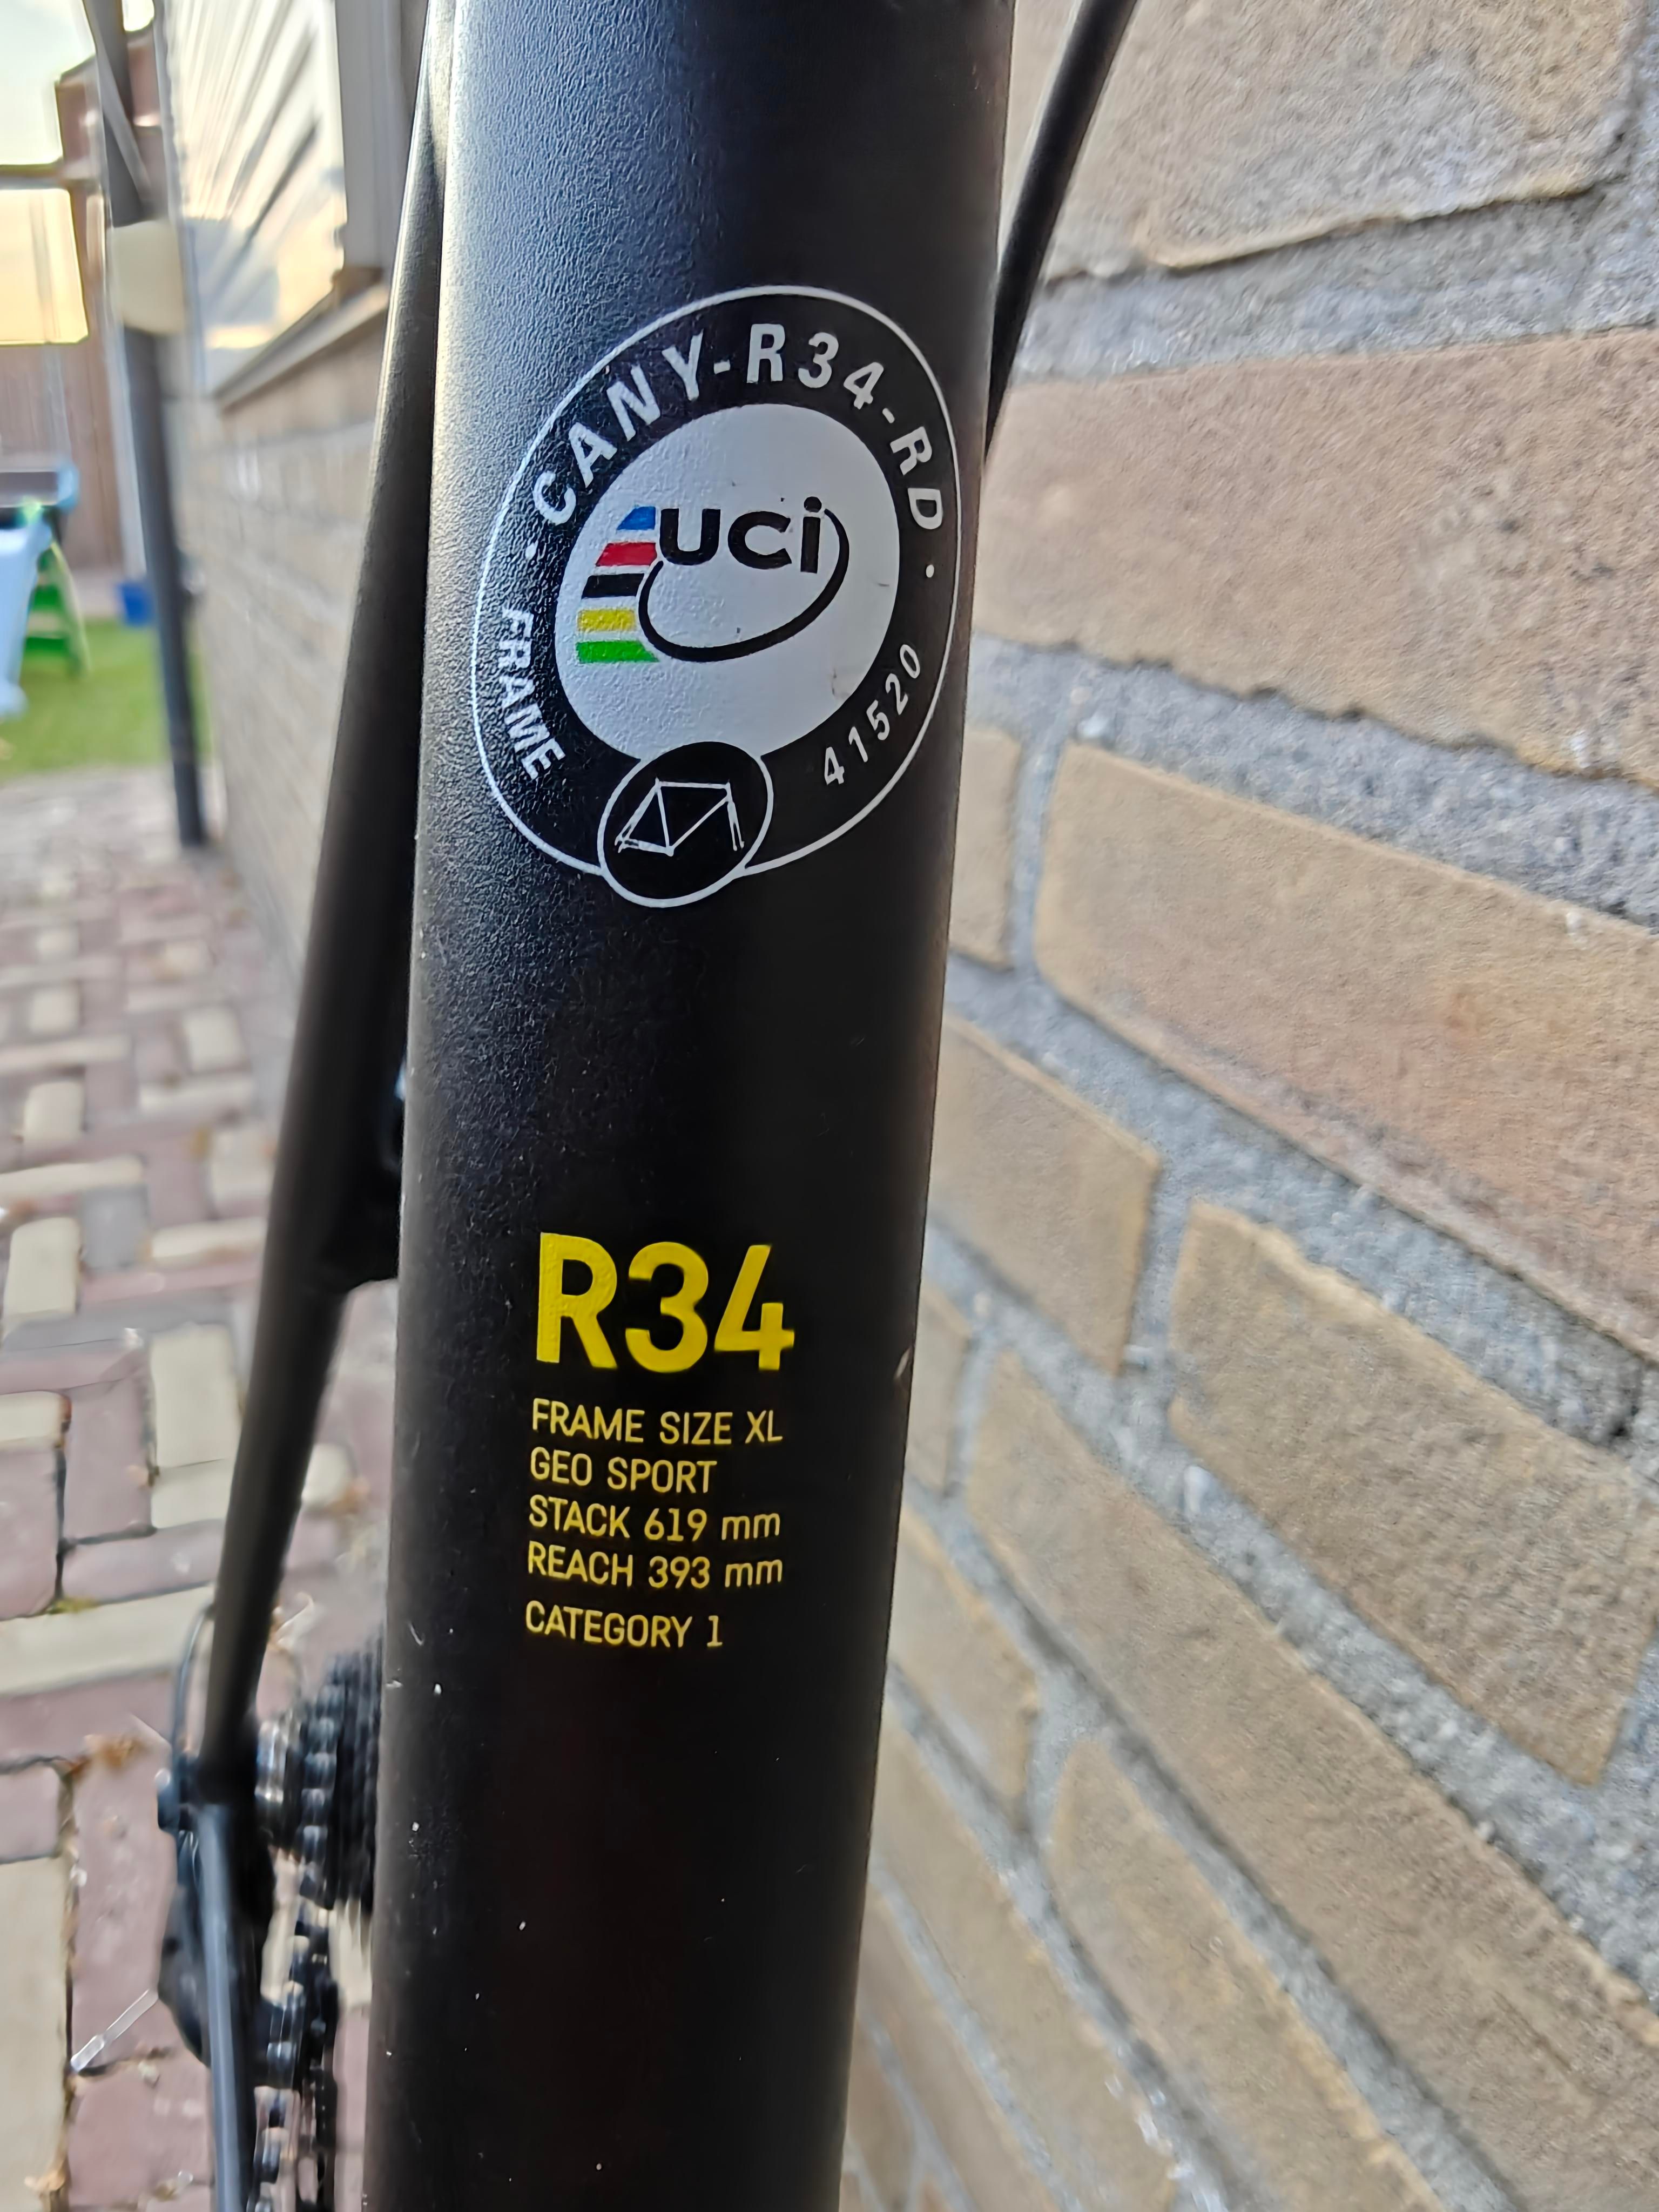 · CANY-R34-RD ·
uci
FRAME
41520
R34
FRAME SIZE XL
GEO SPORT
STACK 619 mm
REACH 393 mm
CATEGORY 1